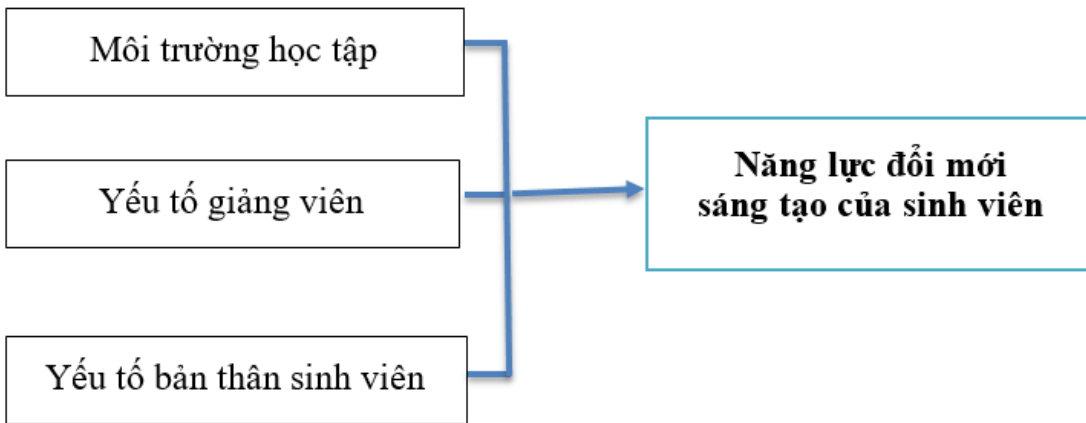 Môi trường học tập
Yếu tố giảng viên
Yếu tố bản thân sinh viên
Năng lực đổi mới
sáng tạo của sinh viên